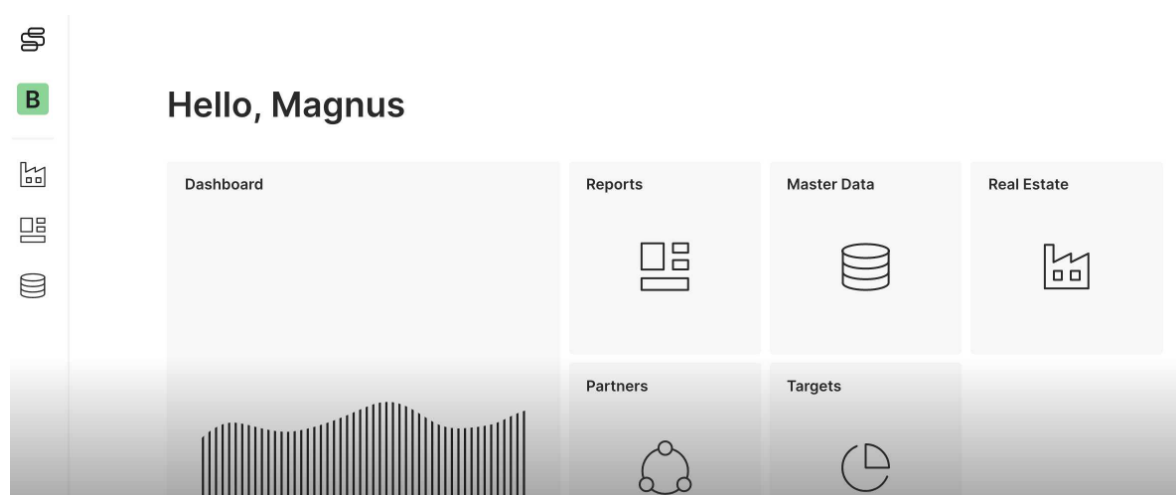 B
Hello, Magnus
Dashboard
Reports
Master Data
Real Estate
Partners
Targets